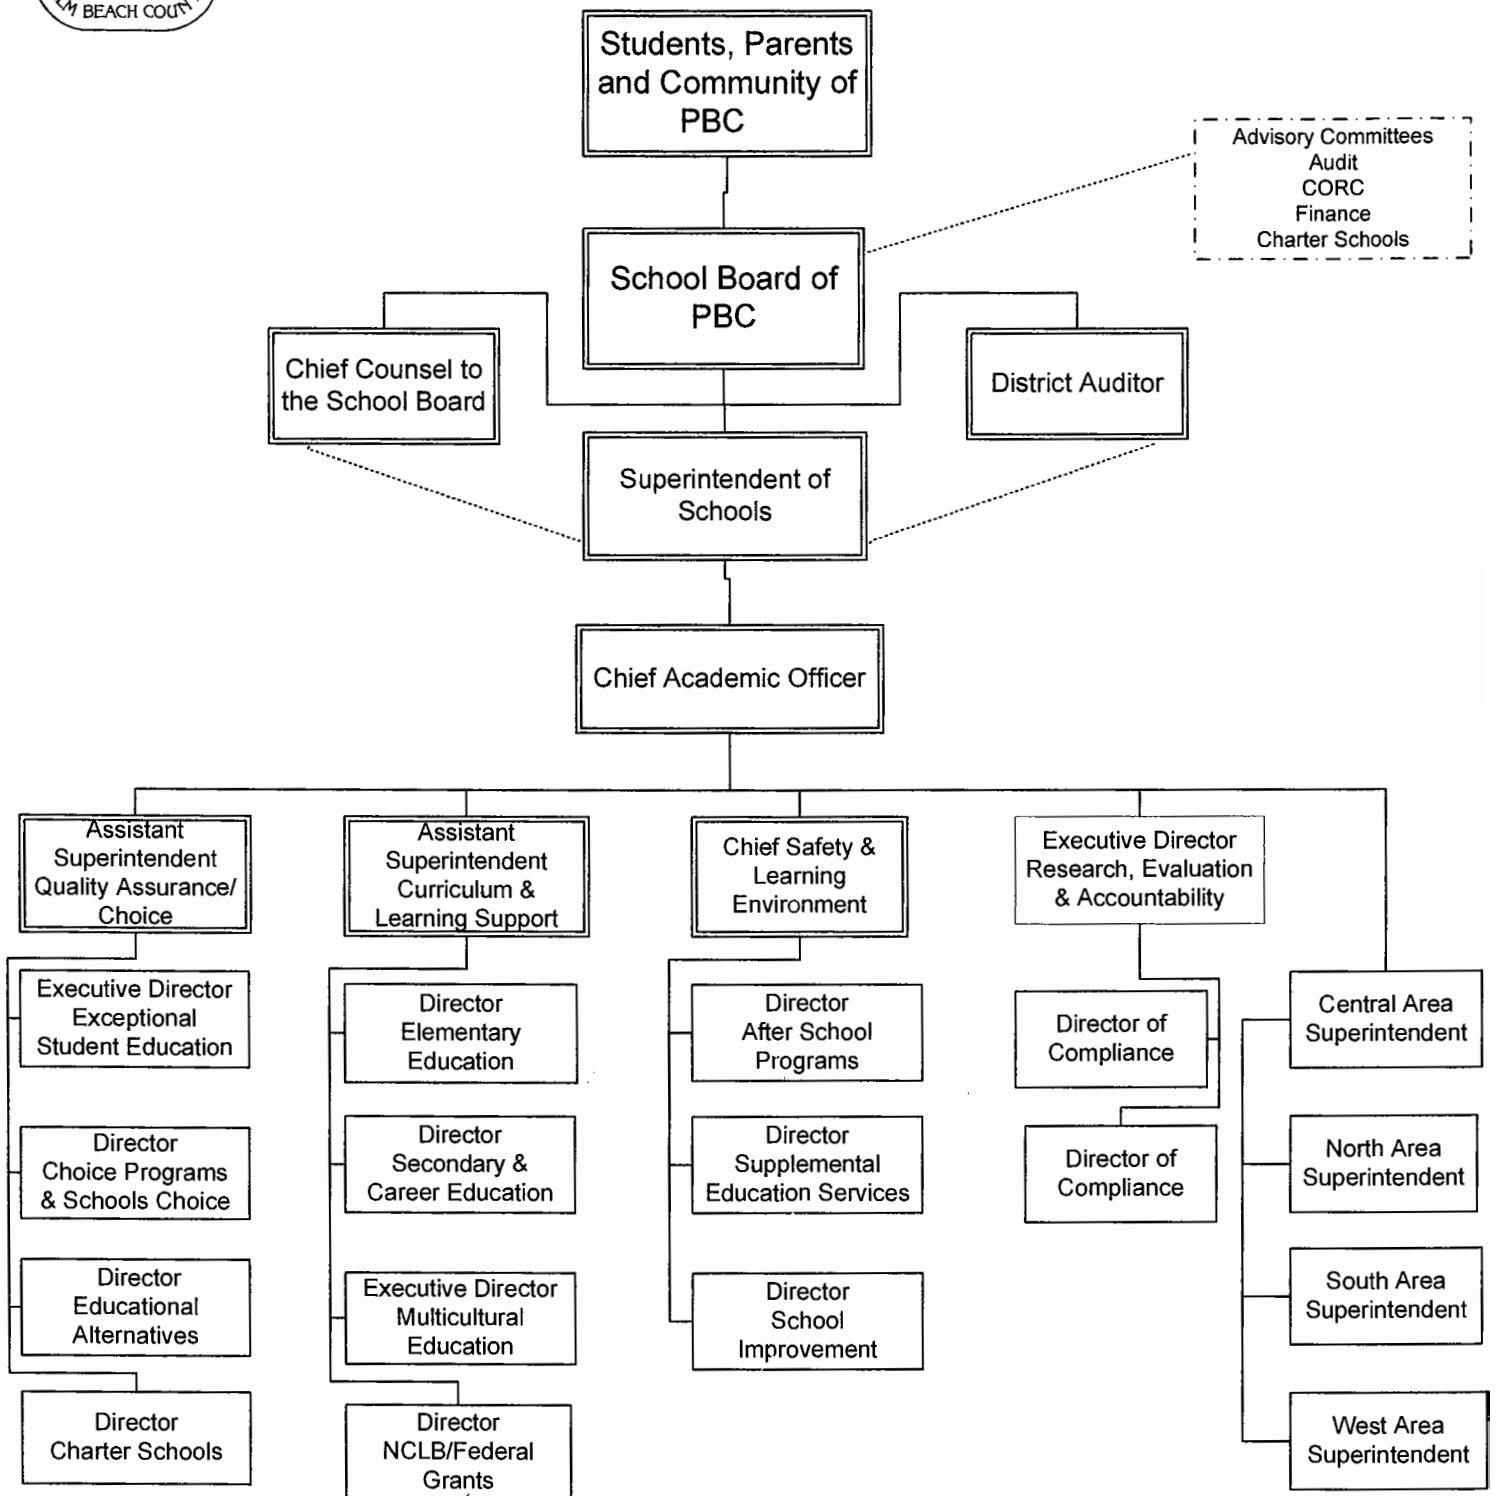 LM BEACH COUN
Students, Parents
and Community of
PBC
Advisory Committees
Audit
CORC
Finance
Charter Schools
School Board of
PBC
Chief Counsel to
the School Board
District Auditor
Superintendent of
Schools
Chief Academic Officer
Assistant
Superintendent
Quality Assurance/
Choice
Assistant
Superintendent
Curriculum &
Learning Support
Chief Safety &
Learning
Environment
Executive Director
Research, Evaluation
& Accountability
Executive Director
Exceptional
Student Education
Director
Elementary
Education
Director
After School
Programs
Director of
Compliance
Central Area
Superintendent
Director
Choice Programs
& Schools Choice
Director
Secondary &
Career Education
Director
Supplemental
Education Services
Director of
Compliance
North Area
Superintendent
Director
Educational
Alternatives
Executive Director
Multicultural
Education
Director
School
Improvement
South Area
Superintendent
Director
Charter Schools
Director
NCLB/Federal
Grants
West Area
Superintendent